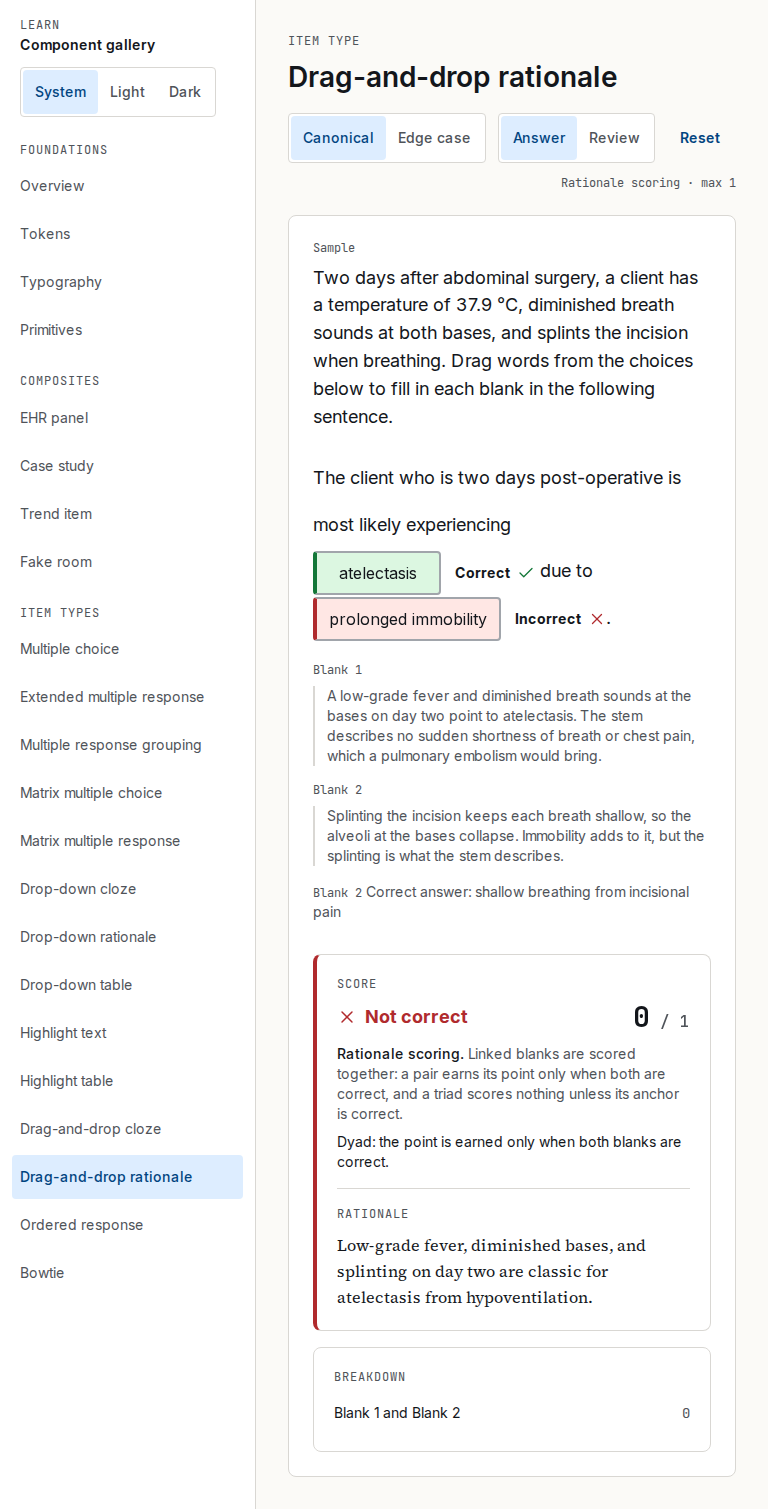 LEARN
Component gallery
System Light Dark
FOUNDATIONS
Overview
Tokens
Typography
Primitives
COMPOSITES
EHR panel
Case study
Trend item
Fake room
ITEM TYPES
Multiple choice
Extended multiple response
Multiple response grouping
Matrix multiple choice
Matrix multiple response
Drop-down cloze
Drop-down rationale
Drop-down table
Highlight text
Highlight table
Drag-and-drop cloze
Drag-and-drop rationale
Ordered response
Bowtie
ITEM TYPE
Drag-and-drop rationale
Canonical Edge case Answer Review Reset
Rationale scoring · max 1
Sample
Two days after abdominal surgery, a client has
a temperature of 37.9 °C, diminished breath
sounds at both bases, and splints the incision
when breathing. Drag words from the choices
below to fill in each blank in the following
sentence.
The client who is two days post-operative is
most likely experiencing
atelectasis Correct ✓ due to
prolonged immobility Incorrect ✕ .
Blank 1
A low-grade fever and diminished breath sounds at the
bases on day two point to atelectasis. The stem
describes no sudden shortness of breath or chest pain,
which a pulmonary embolism would bring.
Blank 2
Splinting the incision keeps each breath shallow, so the
alveoli at the bases collapse. Immobility adds to it, but the
splinting is what the stem describes.
Blank 2 Correct answer: shallow breathing from incisional
pain
SCORE
✕ Not correct 0 / 1
Rationale scoring. Linked blanks are scored
together: a pair earns its point only when both are
correct, and a triad scores nothing unless its anchor
is correct.
Dyad: the point is earned only when both blanks are
correct.
RATIONALE
Low-grade fever, diminished bases, and
splinting on day two are classic for
atelectasis from hypoventilation.
BREAKDOWN
Blank 1 and Blank 2 0